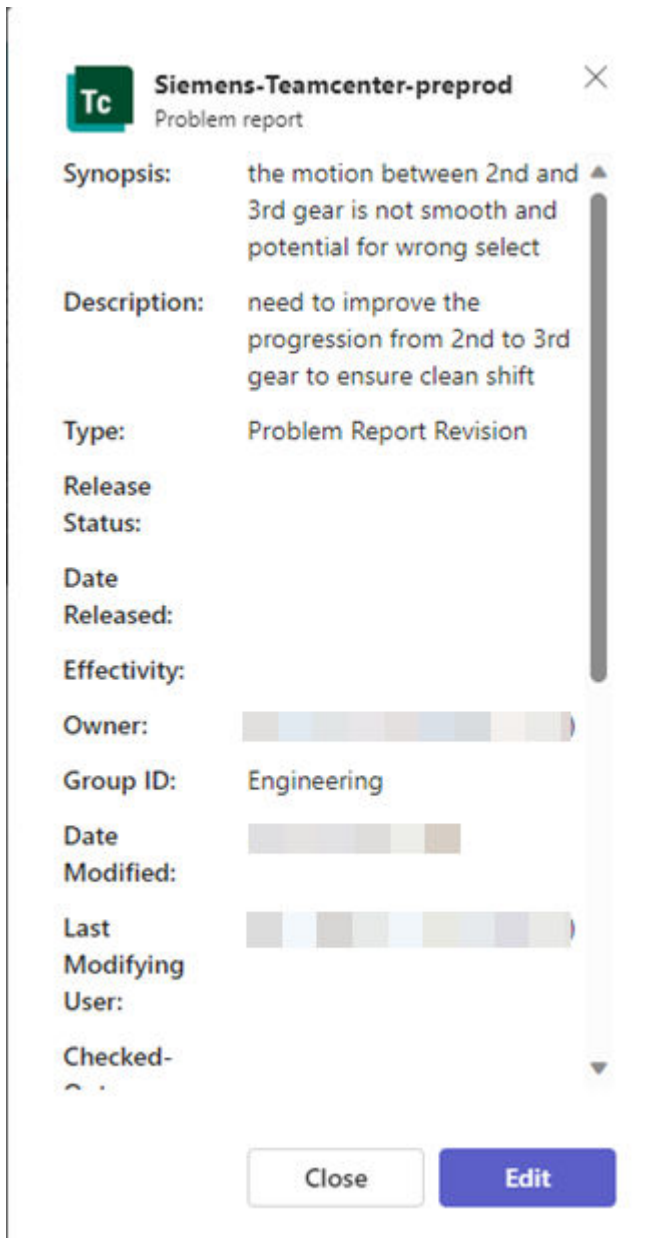 Tc
Siemens-Teamcenter-preprod
Problem report
Synopsis: the motion between 2nd and
3rd gear is not smooth and
potential for wrong select
Description: need to improve the
progression from 2nd to 3rd
gear to ensure clean shift
Type: Problem Report Revision
Release
Status:
Date
Released:
Effectivity:
Owner: )
Group ID: Engineering
Date
Modified:
Last
Modifying )
User:
Checked-
Close Edit